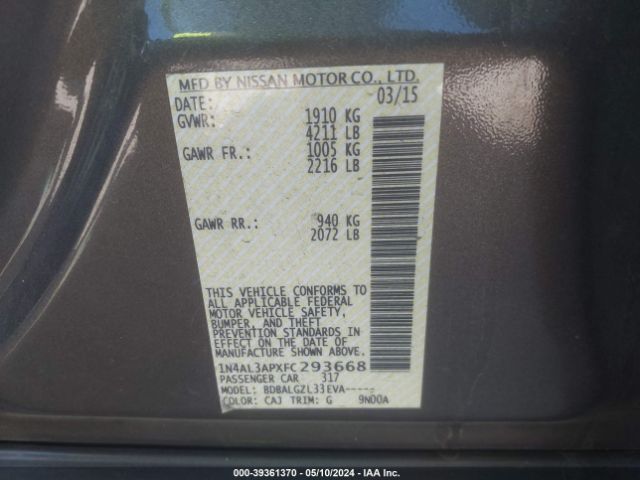 MFD BY NISSAN MOTOR CO., LTD.
DATE: 03/15
GVWR: 1910 KG
4211 LB
GAWR FR.: 1005 KG
2216 LB
GAWR RR.: 940 KG
2072 LB
THIS VEHICLE CONFORMS TO
ALL APPLICABLE FEDERAL
MOTOR VEHICLE SAFETY,
BUMPER, AND THEFT
PREVENTION STANDARDS IN
EFFECT ON THE DATE OF
MANUFACTURE SHOWN ABOVE.
1N4AL3APXFC293668
PASSENGER CAR 317
MODEL: BDBALGZL33EVA-----
COLOR: CAJ TRIM: G 9N00A
000-39361370 - 05/10/2024 - IAA Inc.